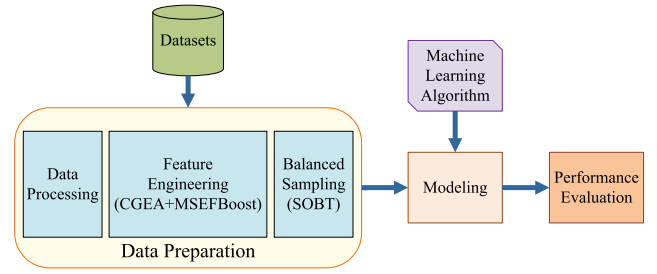 Datasets
Machine
Learning
Algorithm
Data
Processing
Feature
Engineering
(CGEA+MSEFBoost)
Balanced
Sampling
(SOBT)
Data Preparation
Modeling
Performance
Evaluation